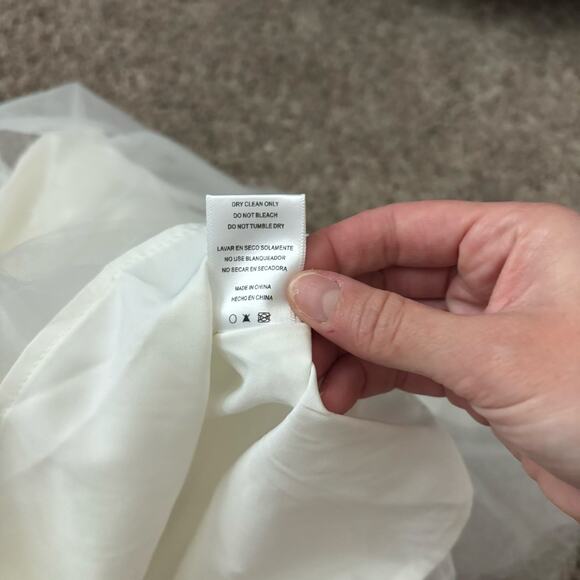 DRY CLEAN ONLY
DO NOT BLEACH
DO NOT TUMBLE DRY
LAVAR EN SECO SOLAMENTE
NO USE BLANQUEADOR
NO SECAR EN SECADORA
MADE IN CHINA
HECHO EN CHINA